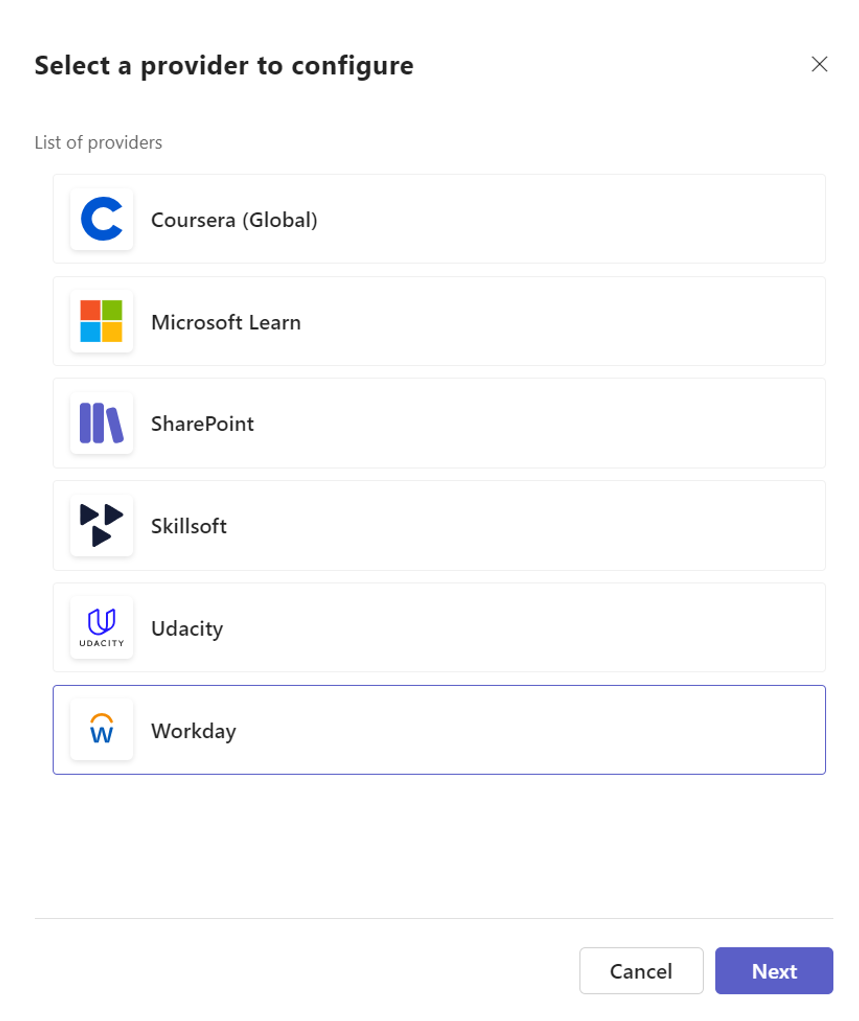 Select a provider to configure
List of providers
Coursera (Global)
Microsoft Learn
SharePoint
Skillsoft
UDACITY
Udacity
W
Workday
Cancel
Next